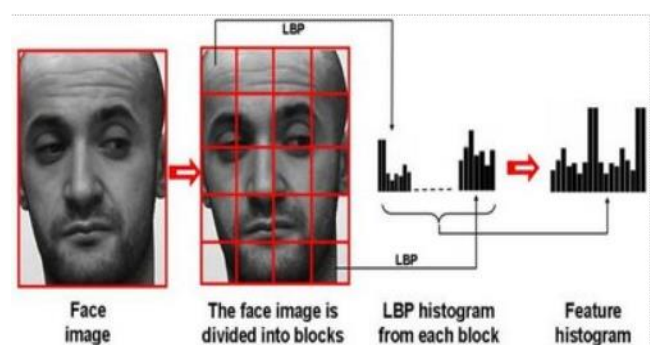 LBP
LBP
Face
image
The face image is
divided into blocks
LBP histogram
from each block
Feature
histogram